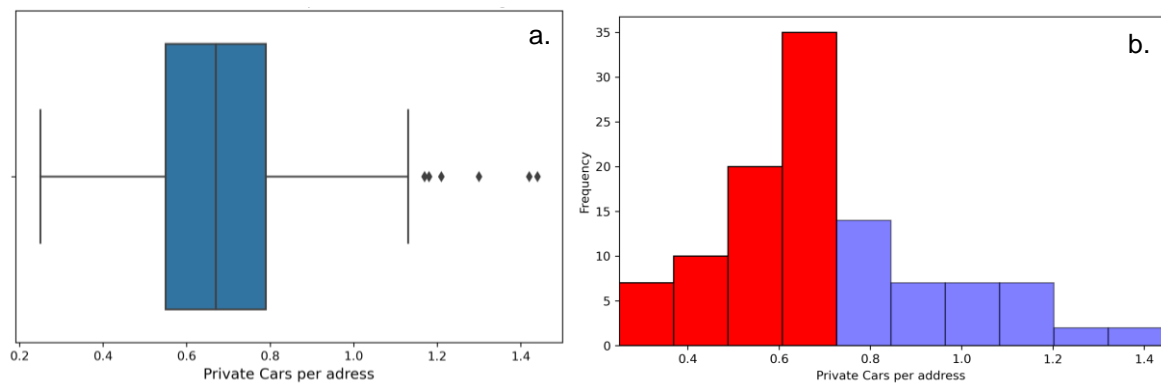 a.
0.2 0.4 0.6 0.8 1.0 1.2 1.4
Private Cars per adress
b.
35
30
25
20
15
10
5
0
Frequency
0.4 0.6 0.8 1.0 1.2 1.4
Private Cars per address